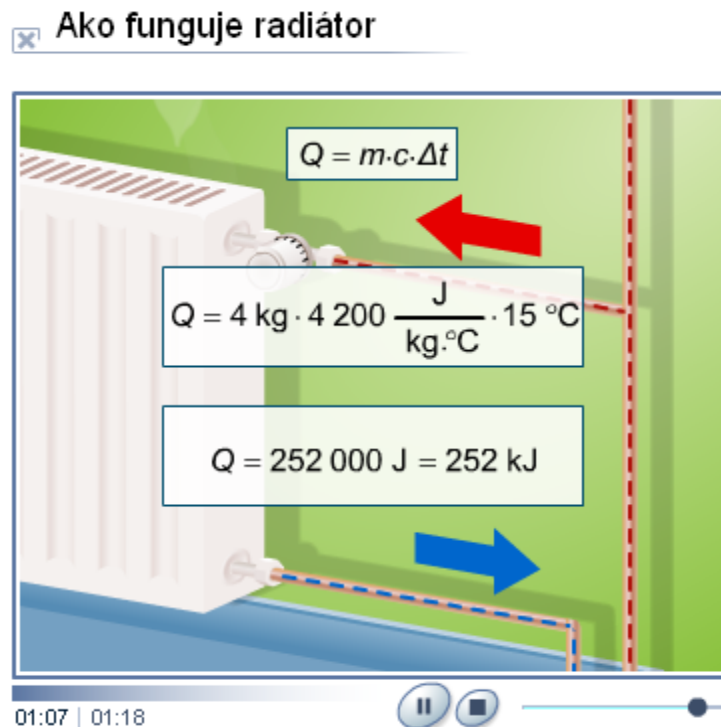 Ako funguje radiátor
Q = m·c·Δt
Q = 4 kg · 4 200 J/kg.°C · 15 °C
Q = 252 000 J = 252 kJ
01:07 | 01:18